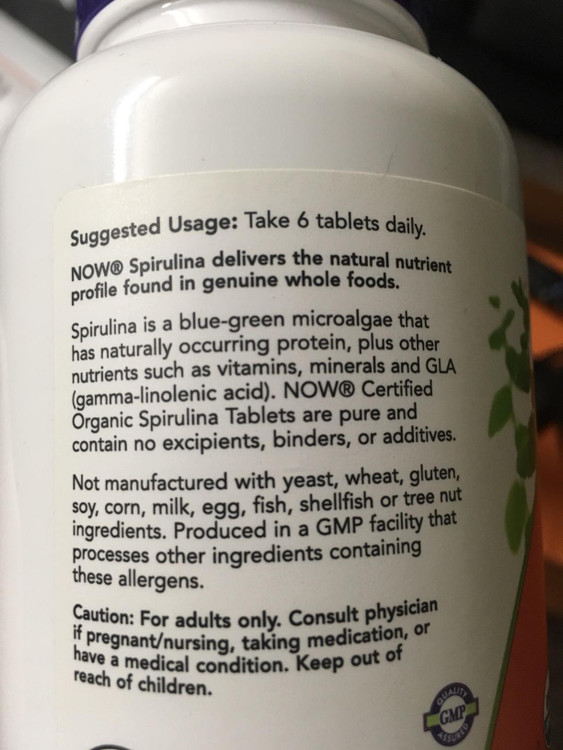 Suggested Usage: Take 6 tablets daily.
NOW® Spirulina delivers the natural nutrient
profile found in genuine whole foods.
Spirulina is a blue-green microalgae that
has naturally occurring protein, plus other
nutrients such as vitamins, minerals and GLA
(gamma-linolenic acid). NOW® Certified
Organic Spirulina Tablets are pure and
contain no excipients, binders, or additives.
Not manufactured with yeast, wheat, gluten,
soy, corn, milk, egg, fish, shellfish or tree nut
ingredients. Produced in a GMP facility that
processes other ingredients containing
these allergens.
Caution: For adults only. Consult physician
if pregnant/nursing, taking medication, or
have a medical condition. Keep out of
reach of children.
QUALITY
GMP
ASSURED